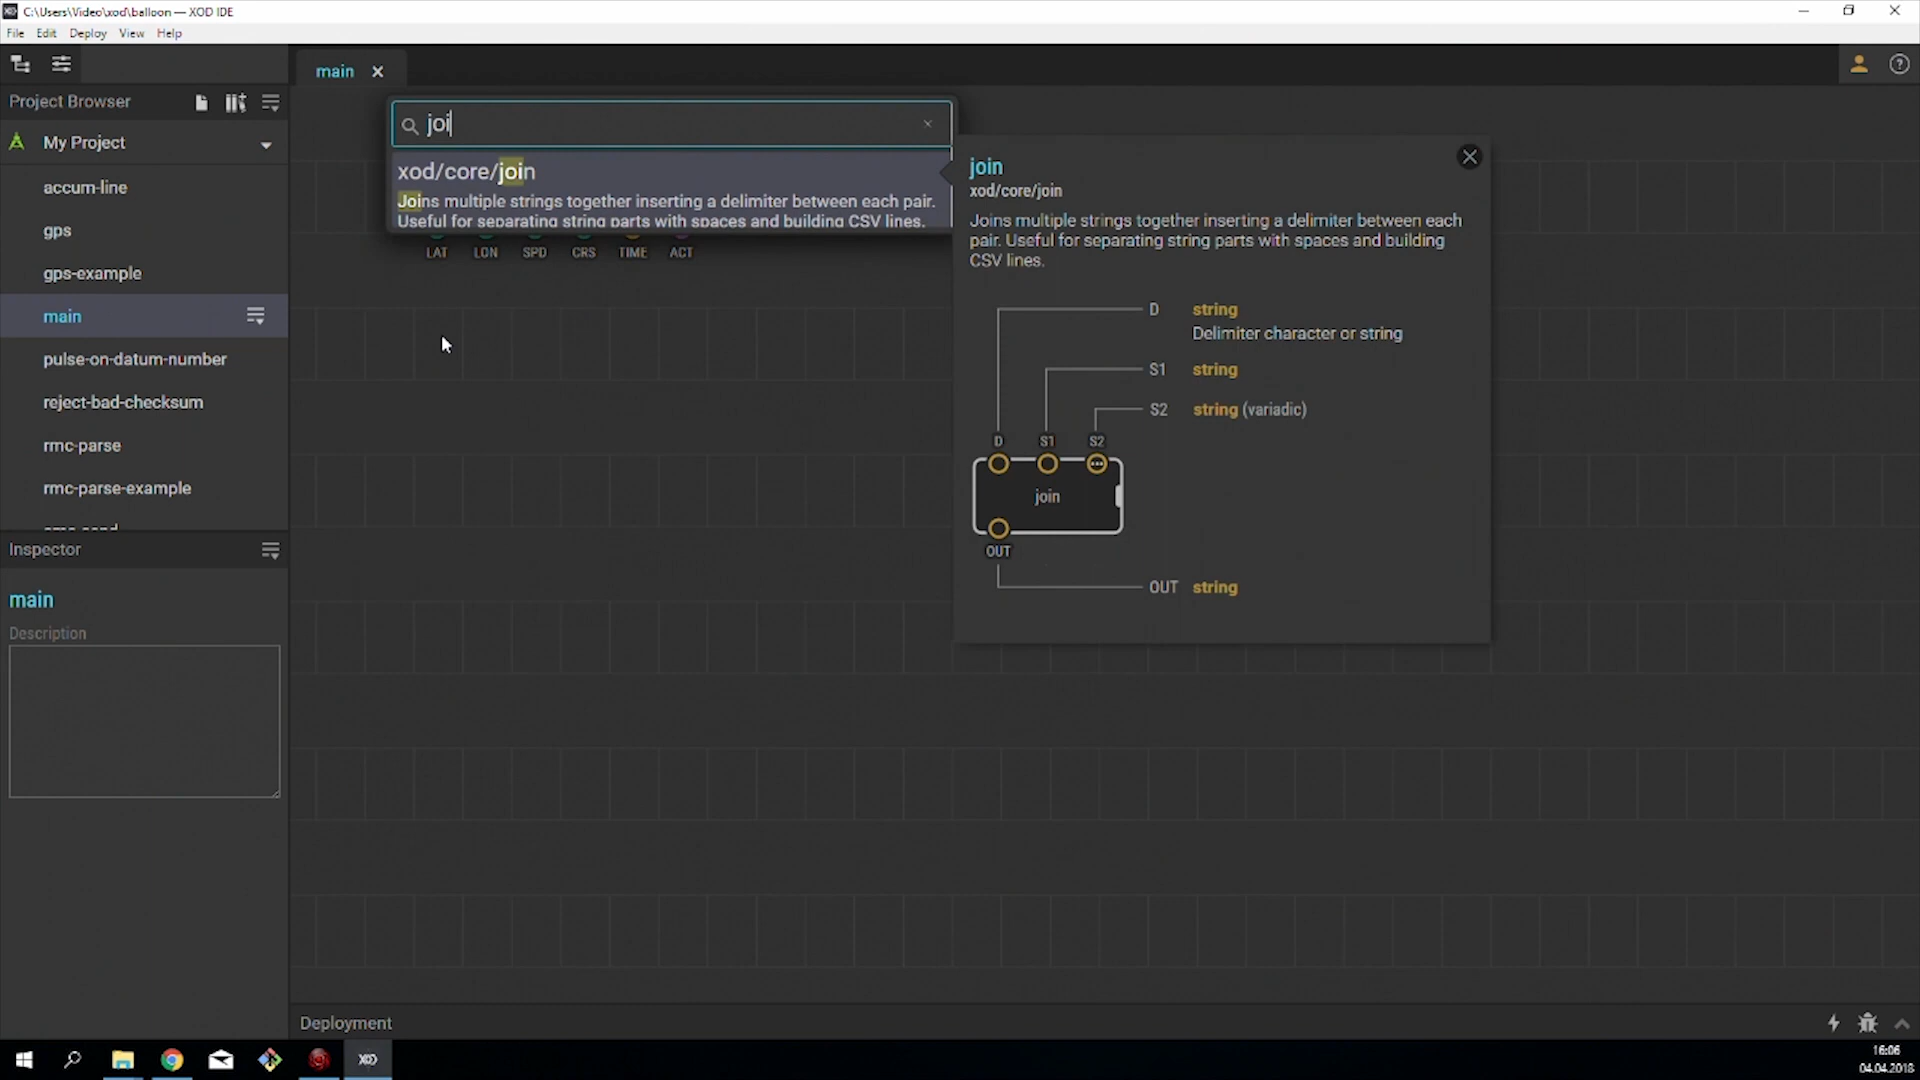 C:\Users\Video\xod\balloon — XOD IDE
File Edit Deploy View Help
main
Project Browser
My Project
accum-line
gps
gps-example
main
pulse-on-datum-number
reject-bad-checksum
rmc-parse
rmc-parse-example
Inspector
main
Description
joi
xod/core/join
Joins multiple strings together inserting a delimiter between each pair.
Useful for separating string parts with spaces and building CSV lines.
LAT LON SPD CRS TIME ACT
join
xod/core/join
Joins multiple strings together inserting a delimiter between each
pair. Useful for separating string parts with spaces and building
CSV lines.
D string
Delimiter character or string
S1 string
S2 string (variadic)
D S1 S2
join
OUT
OUT string
Deployment
XOD
16:06
04.04.2018